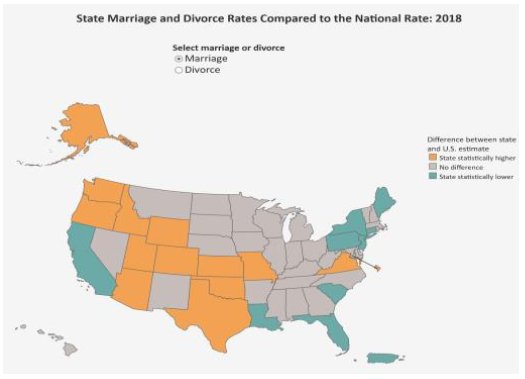 State Marriage and Divorce Rates Compared to the National Rate: 2018
Select marriage or divorce
Marriage
Divorce
Difference between state
and U.S. estimate
State statistically higher
No difference
State statistically lower